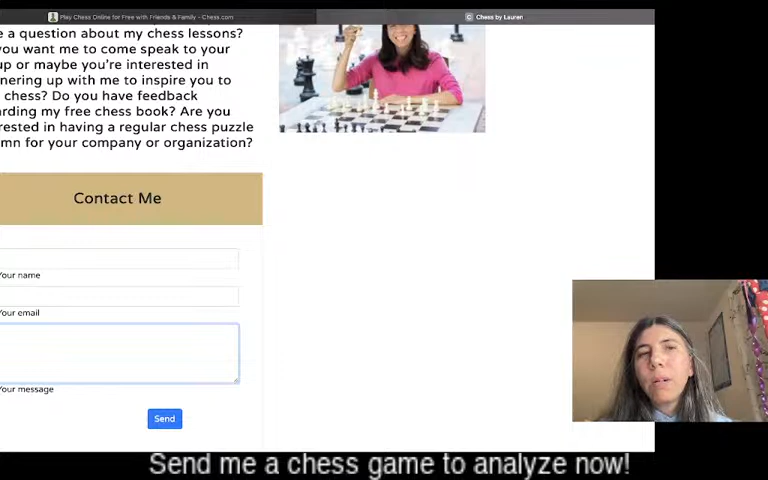 Play Chess Online for Free with Friends & Family - Chess.com
Chess by Lauren
e a question about my chess lessons?
you want me to come speak to your
up or maybe you're interested in
nering up with me to inspire you to
chess? Do you have feedback
arding my free chess book? Are you
rested in having a regular chess puzzle
mn for your company or organization?
Contact Me
Your name
Your email
Your message
Send
Send me a chess game to analyze now!